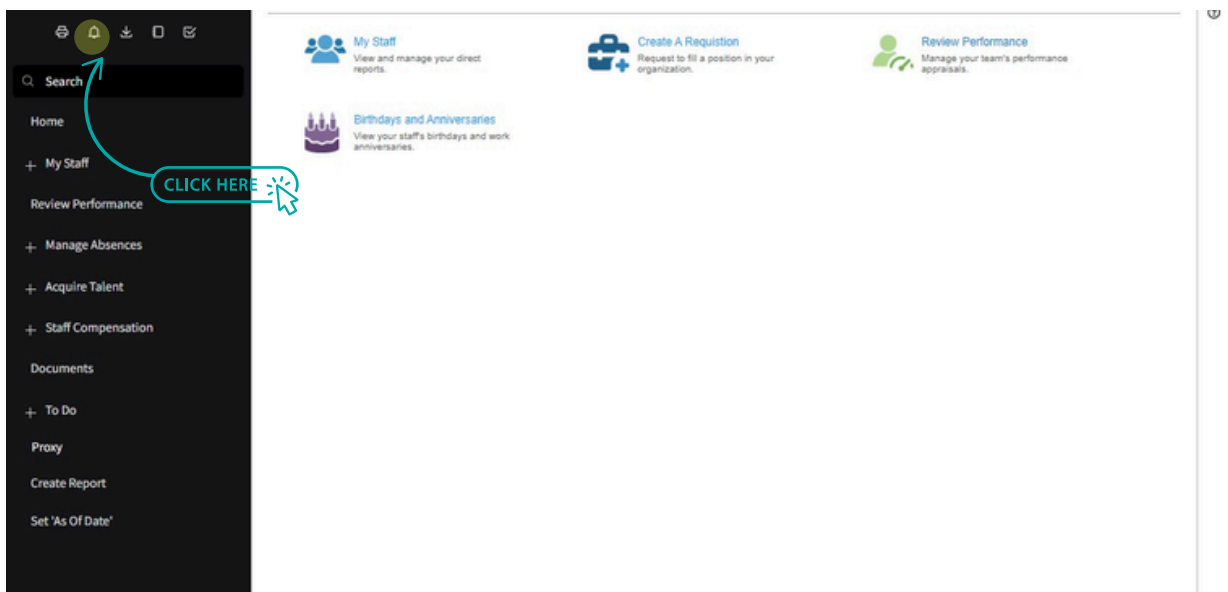 Search
Home
+ My Staff
Review Performance
+ Manage Absences
+ Acquire Talent
+ Staff Compensation
Documents
+ To Do
Proxy
Create Report
Set 'As Of Date'
CLICK HERE
My Staff
View and manage your direct
reports.
Create A Requistion
Request to fill a position in your
organization.
Review Performance
Manage your team's performance
appraisals.
Birthdays and Anniversaries
View your staff's birthdays and work
anniversaries.